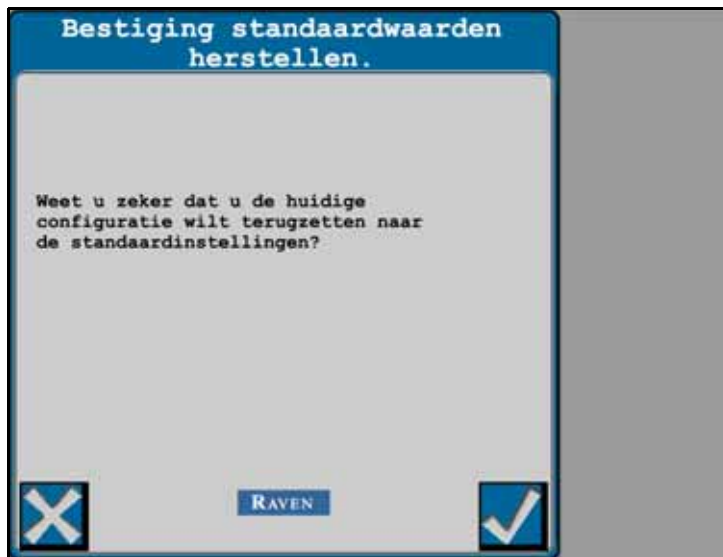 Bestiging standaardwaarden
herstellen.
Weet u zeker dat u de huidige
configuratie wilt terugzetten naar
de standaardinstellingen?
RAVEN